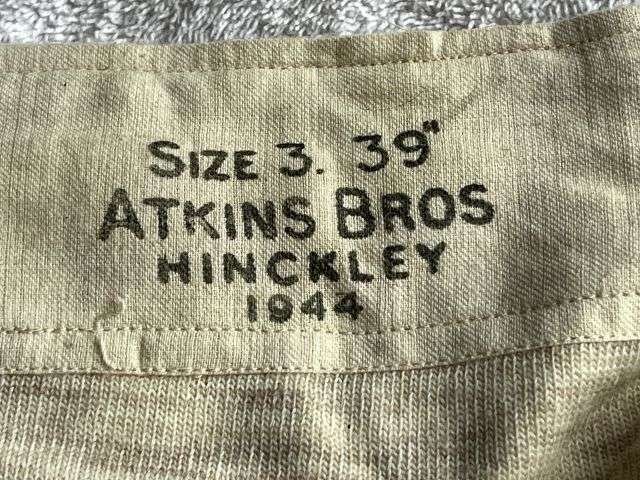 SIZE 3. 39"
ATKINS BROS
HINCKLEY
1944